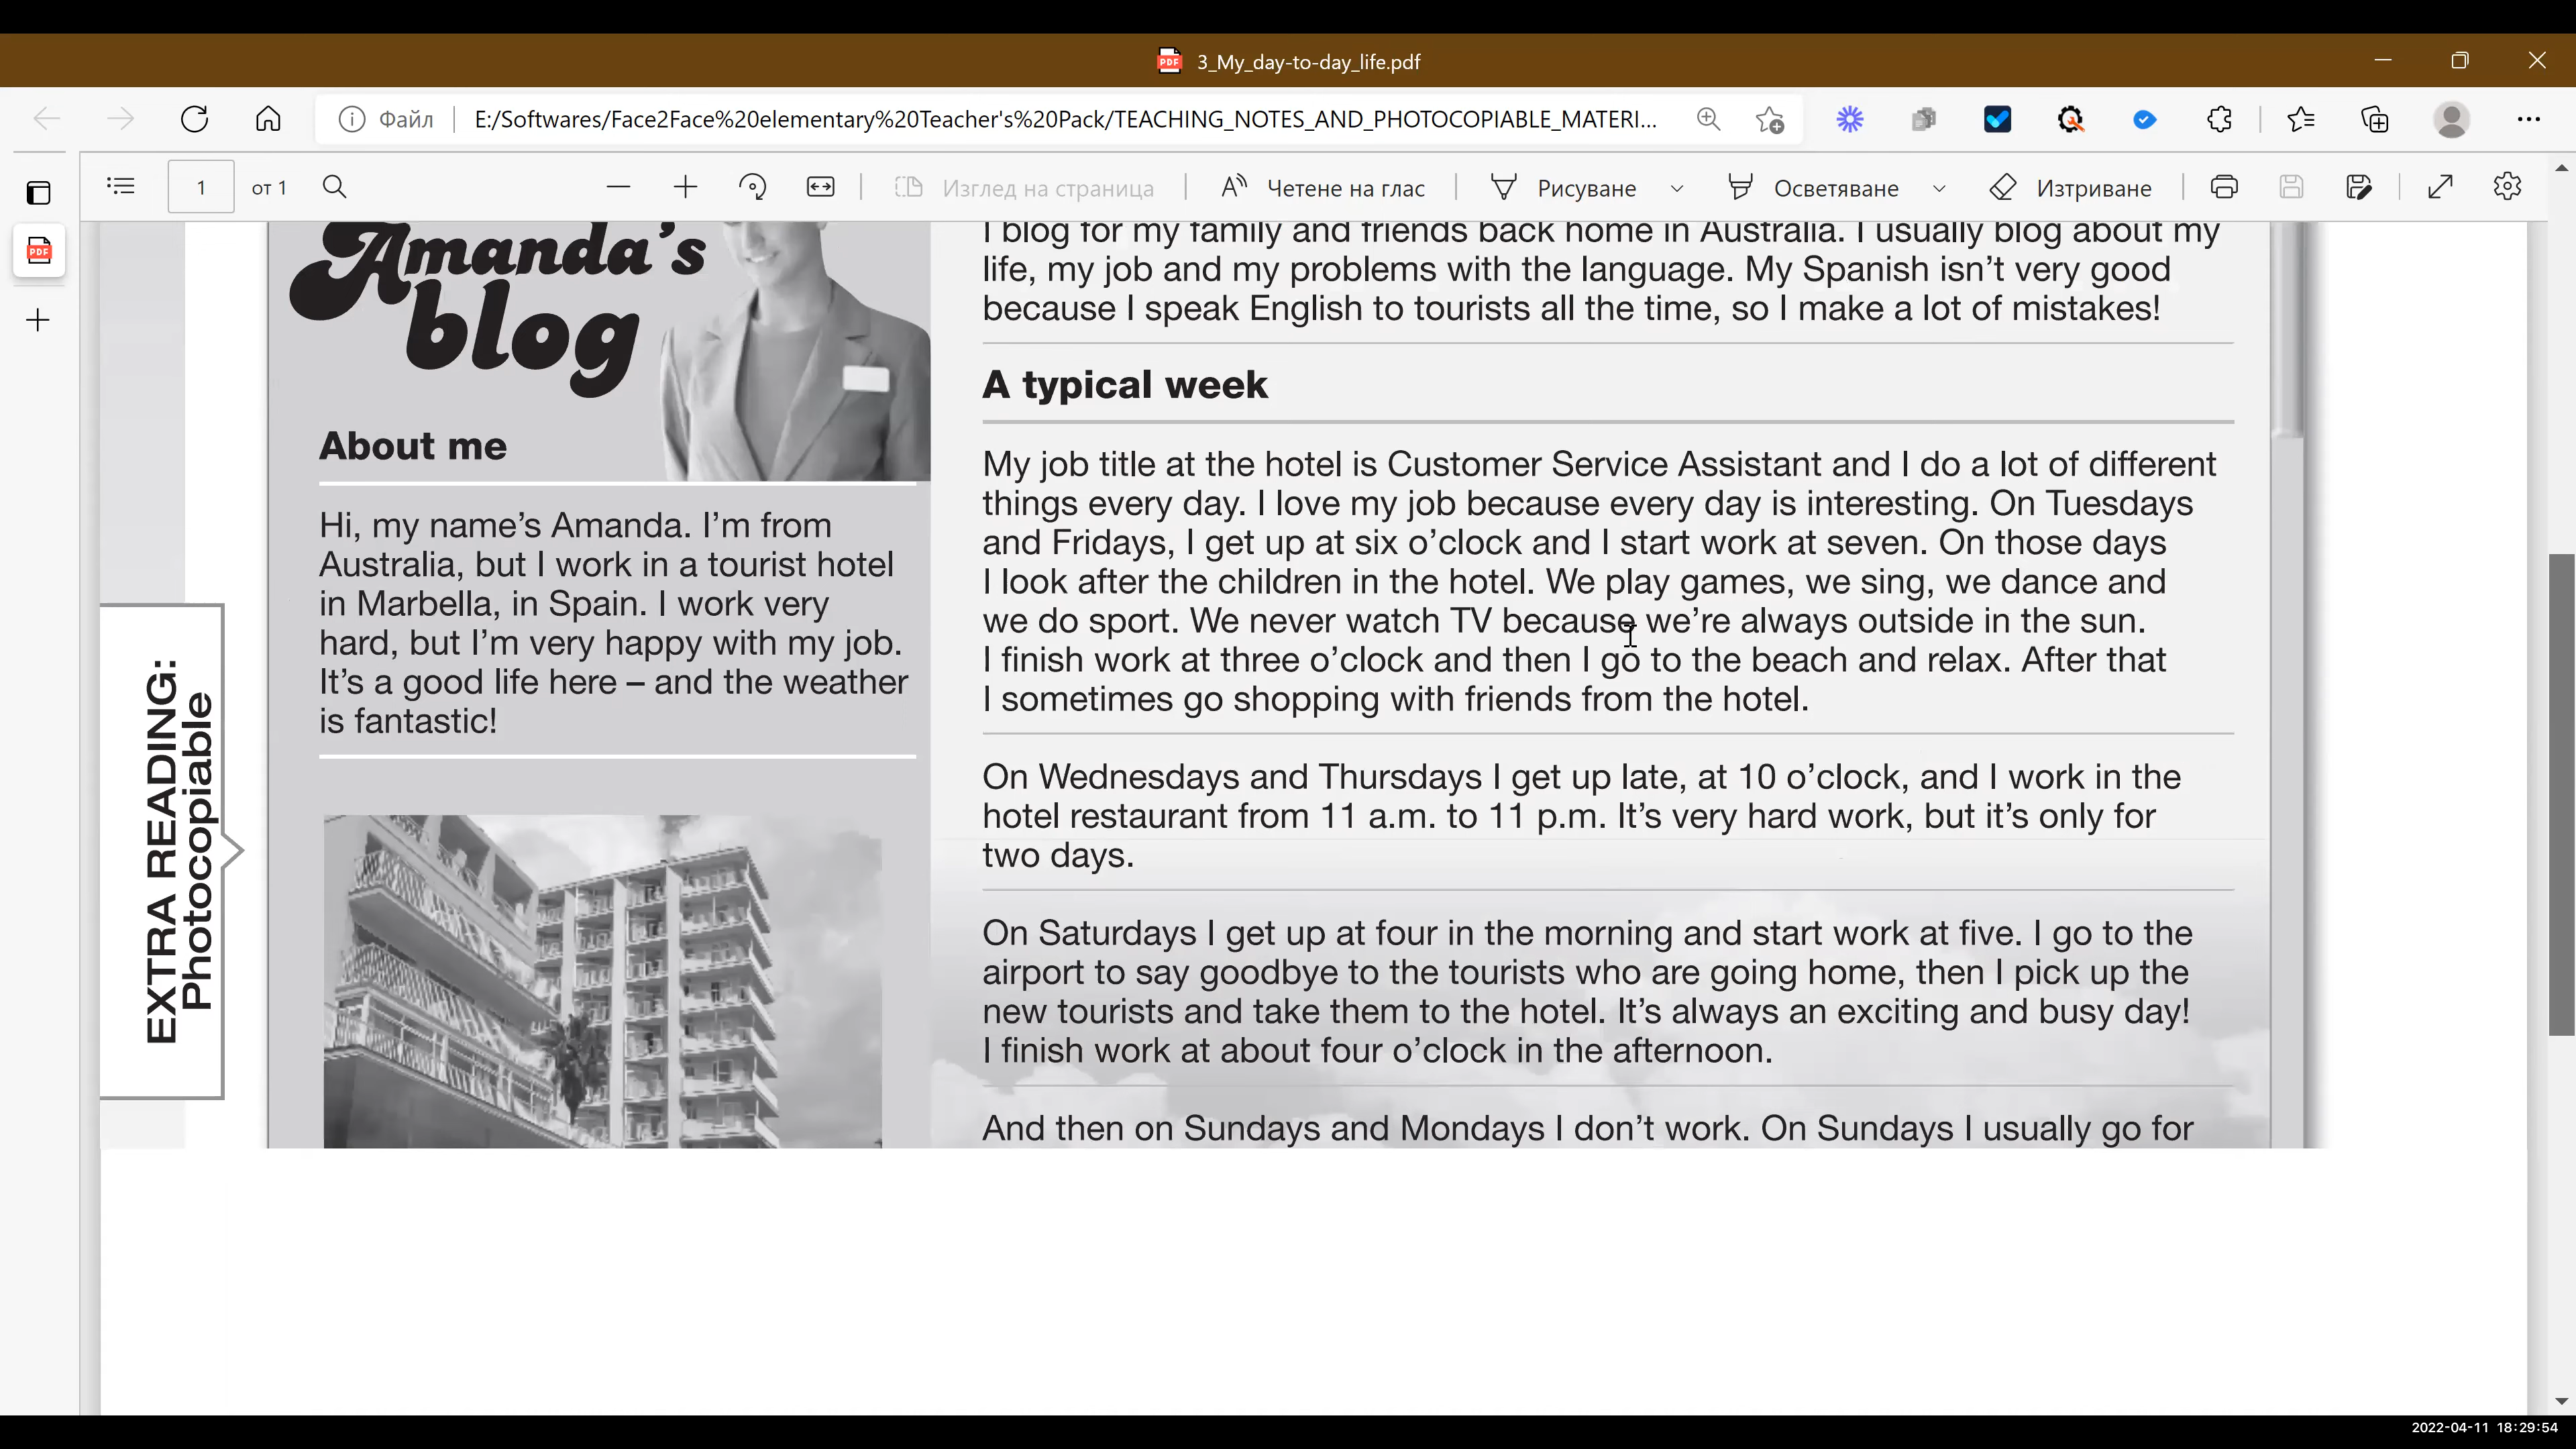 3_My_day-to-day_life.pdf
Файл
E:/Softwares/Face2Face%20elementary%20Teacher's%20Pack/TEACHING_NOTES_AND_PHOTOCOPIABLE_MATERI...
1
от 1
Изглед на страница
Четене на глас
Рисуване
Осветяване
Изтриване
Amanda's
blog
About me
Hi, my name's Amanda. I'm from
Australia, but I work in a tourist hotel
in Marbella, in Spain. I work very
hard, but I'm very happy with my job.
It's a good life here – and the weather
is fantastic!
EXTRA READING:
Photocopiable
I blog for my family and friends back home in Australia. I usually blog about my
life, my job and my problems with the language. My Spanish isn't very good
because I speak English to tourists all the time, so I make a lot of mistakes!
A typical week
My job title at the hotel is Customer Service Assistant and I do a lot of different
things every day. I love my job because every day is interesting. On Tuesdays
and Fridays, I get up at six o'clock and I start work at seven. On those days
I look after the children in the hotel. We play games, we sing, we dance and
we do sport. We never watch TV because we're always outside in the sun.
I finish work at three o'clock and then I go to the beach and relax. After that
I sometimes go shopping with friends from the hotel.
On Wednesdays and Thursdays I get up late, at 10 o'clock, and I work in the
hotel restaurant from 11 a.m. to 11 p.m. It's very hard work, but it's only for
two days.
On Saturdays I get up at four in the morning and start work at five. I go to the
airport to say goodbye to the tourists who are going home, then I pick up the
new tourists and take them to the hotel. It's always an exciting and busy day!
I finish work at about four o'clock in the afternoon.
And then on Sundays and Mondays I don't work. On Sundays I usually go for
2022-04-11 18:29:54